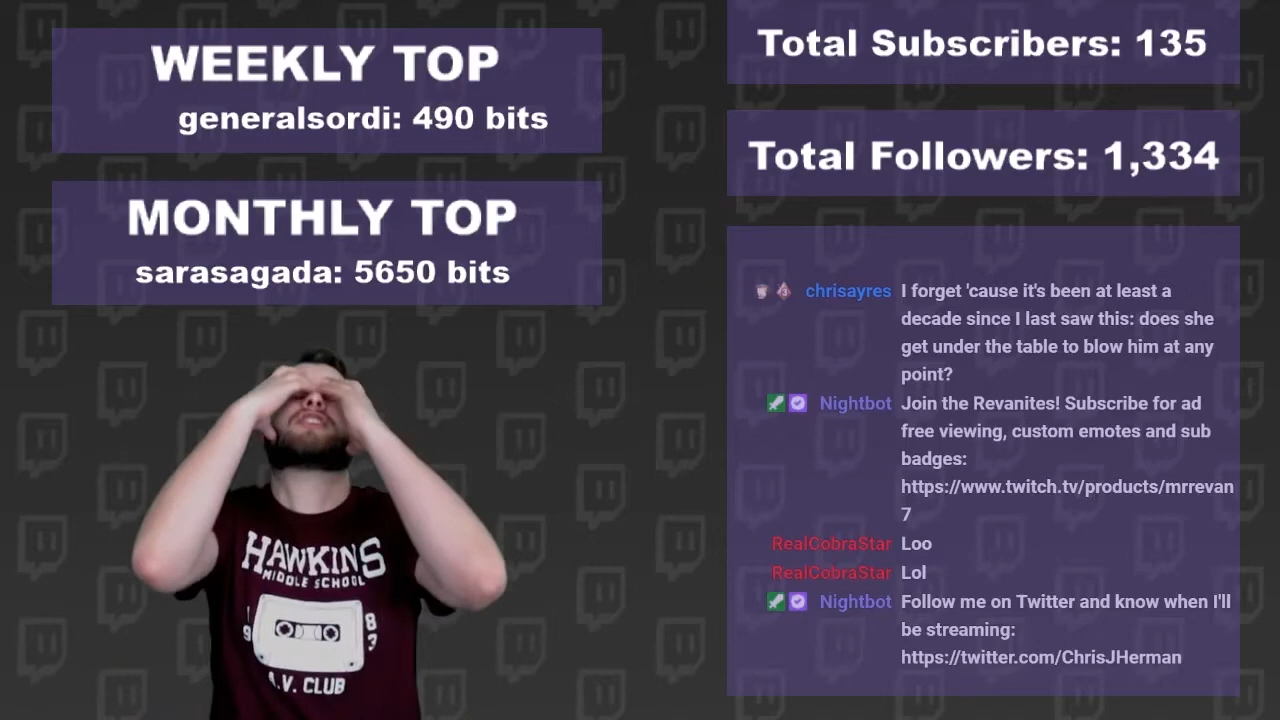 WEEKLY TOP
generalsordi: 490 bits
MONTHLY TOP
sarasagada: 5650 bits
Total Subscribers: 135
Total Followers: 1,334
chrisayres I forget 'cause it's been at least a
decade since I last saw this: does she
get under the table to blow him at any
point?
Nightbot Join the Revanites! Subscribe for ad
free viewing, custom emotes and sub
badges:
https://www.twitch.tv/products/mrrevan
7
RealCobraStar Loo
RealCobraStar Lol
Nightbot Follow me on Twitter and know when I'll
be streaming:
https://twitter.com/ChrisJHerman
HAWKINS
MIDDLE SCHOOL
19 83
A.V. CLUB